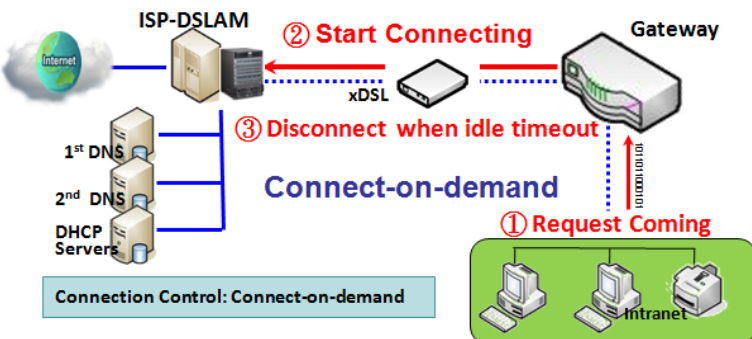 ISP-DSLAM
② Start Connecting
Gateway
Internet
xDSL
③ Disconnect when idle timeout
1st DNS
2nd DNS
DHCP
Servers
Connect-on-demand
1011011000101
① Request Coming
Intranet
Connection Control: Connect-on-demand